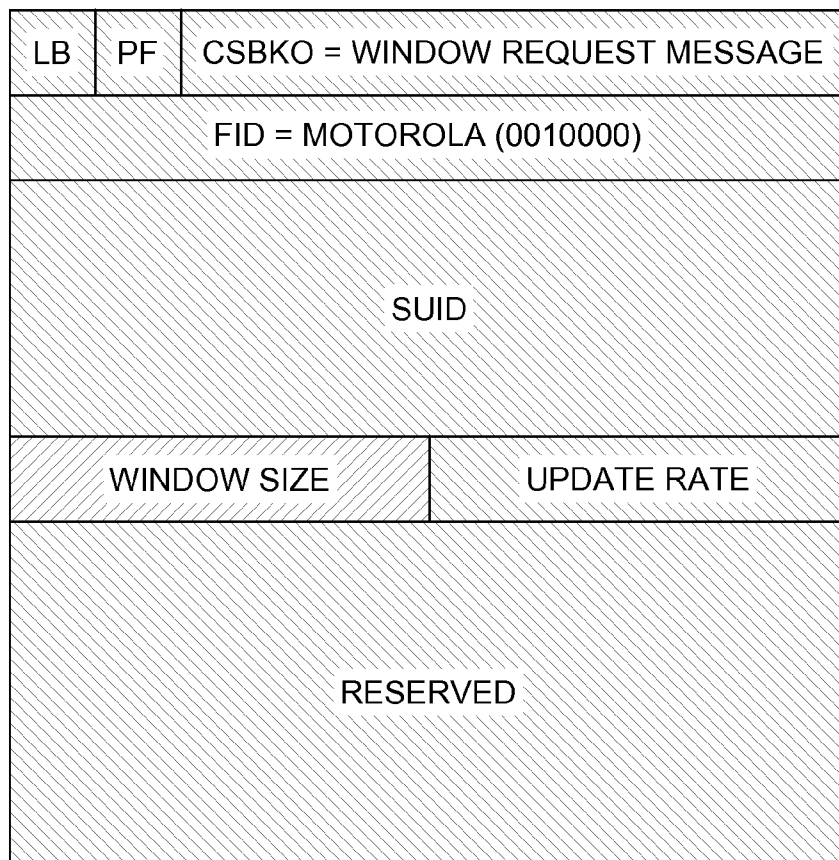 LB PF CSBKO = WINDOW REQUEST MESSAGE
FID = MOTOROLA (0010000)
SUID
WINDOW SIZE UPDATE RATE
RESERVED